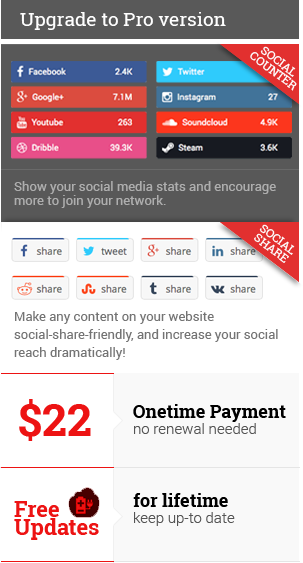 Upgrade to Pro version
SOCIAL COUNTER
Facebook 2.4K
Twitter
Google+ 7.1M
Instagram 27
Youtube 263
Soundcloud 4.9K
Dribble 39.3K
Steam 3.6K
Show your social media stats and encourage
more to join your network.
SOCIAL SHARE
share tweet share share
share share share share
Make any content on your website
social-share-friendly, and increase your social
reach dramatically!
$22
Onetime Payment
no renewal needed
Free
Updates
for lifetime
keep up-to date